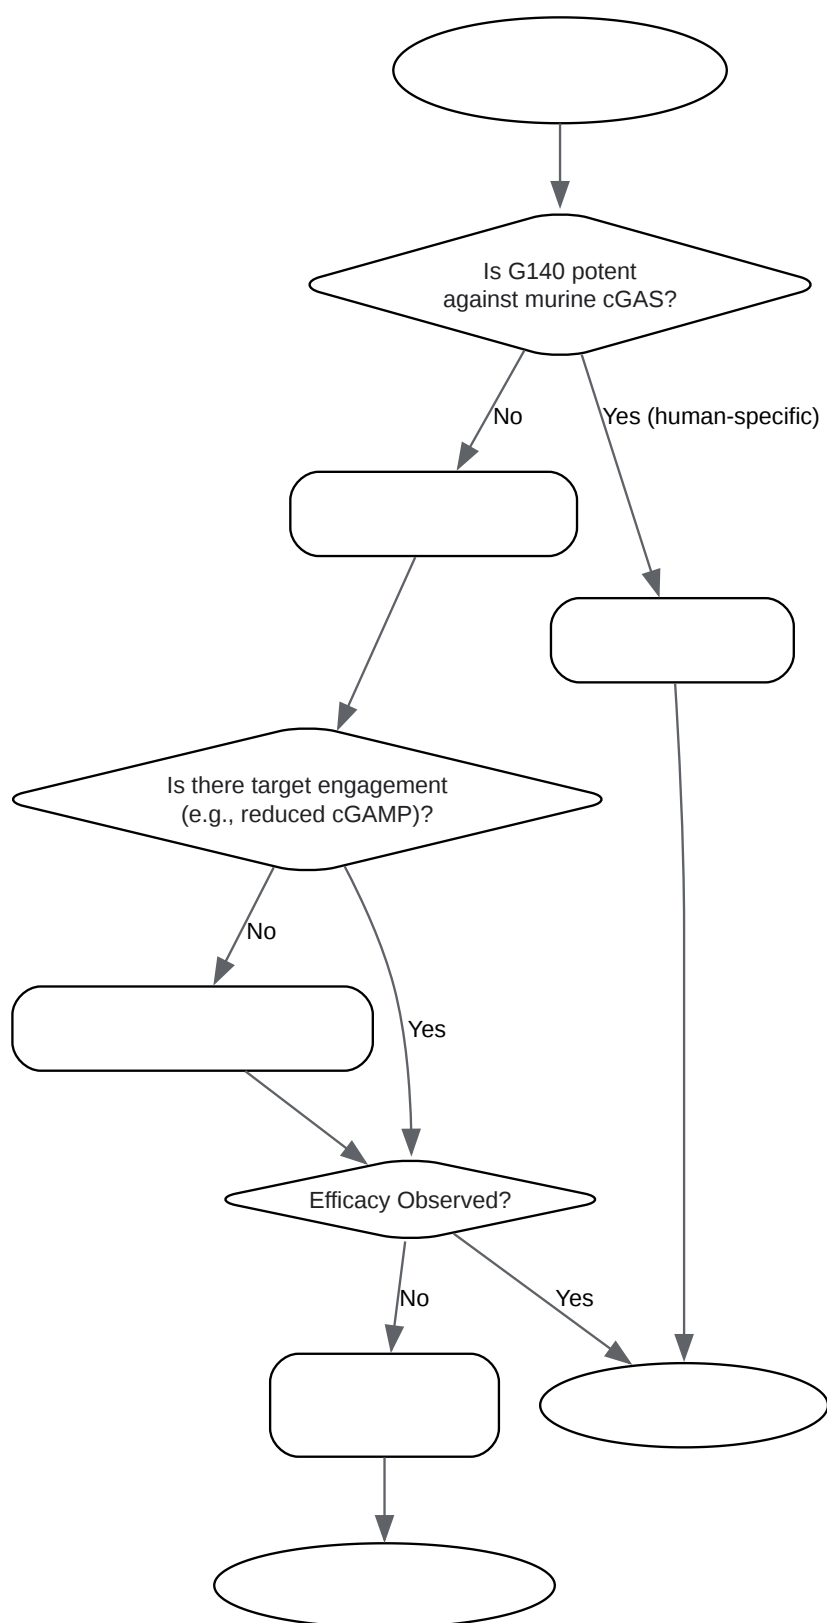 Is G140 potent
against murine cGAS?
No
Yes (human-specific)
Is there target engagement
(e.g., reduced cGAMP)?
No
Yes
Efficacy Observed?
No
Yes